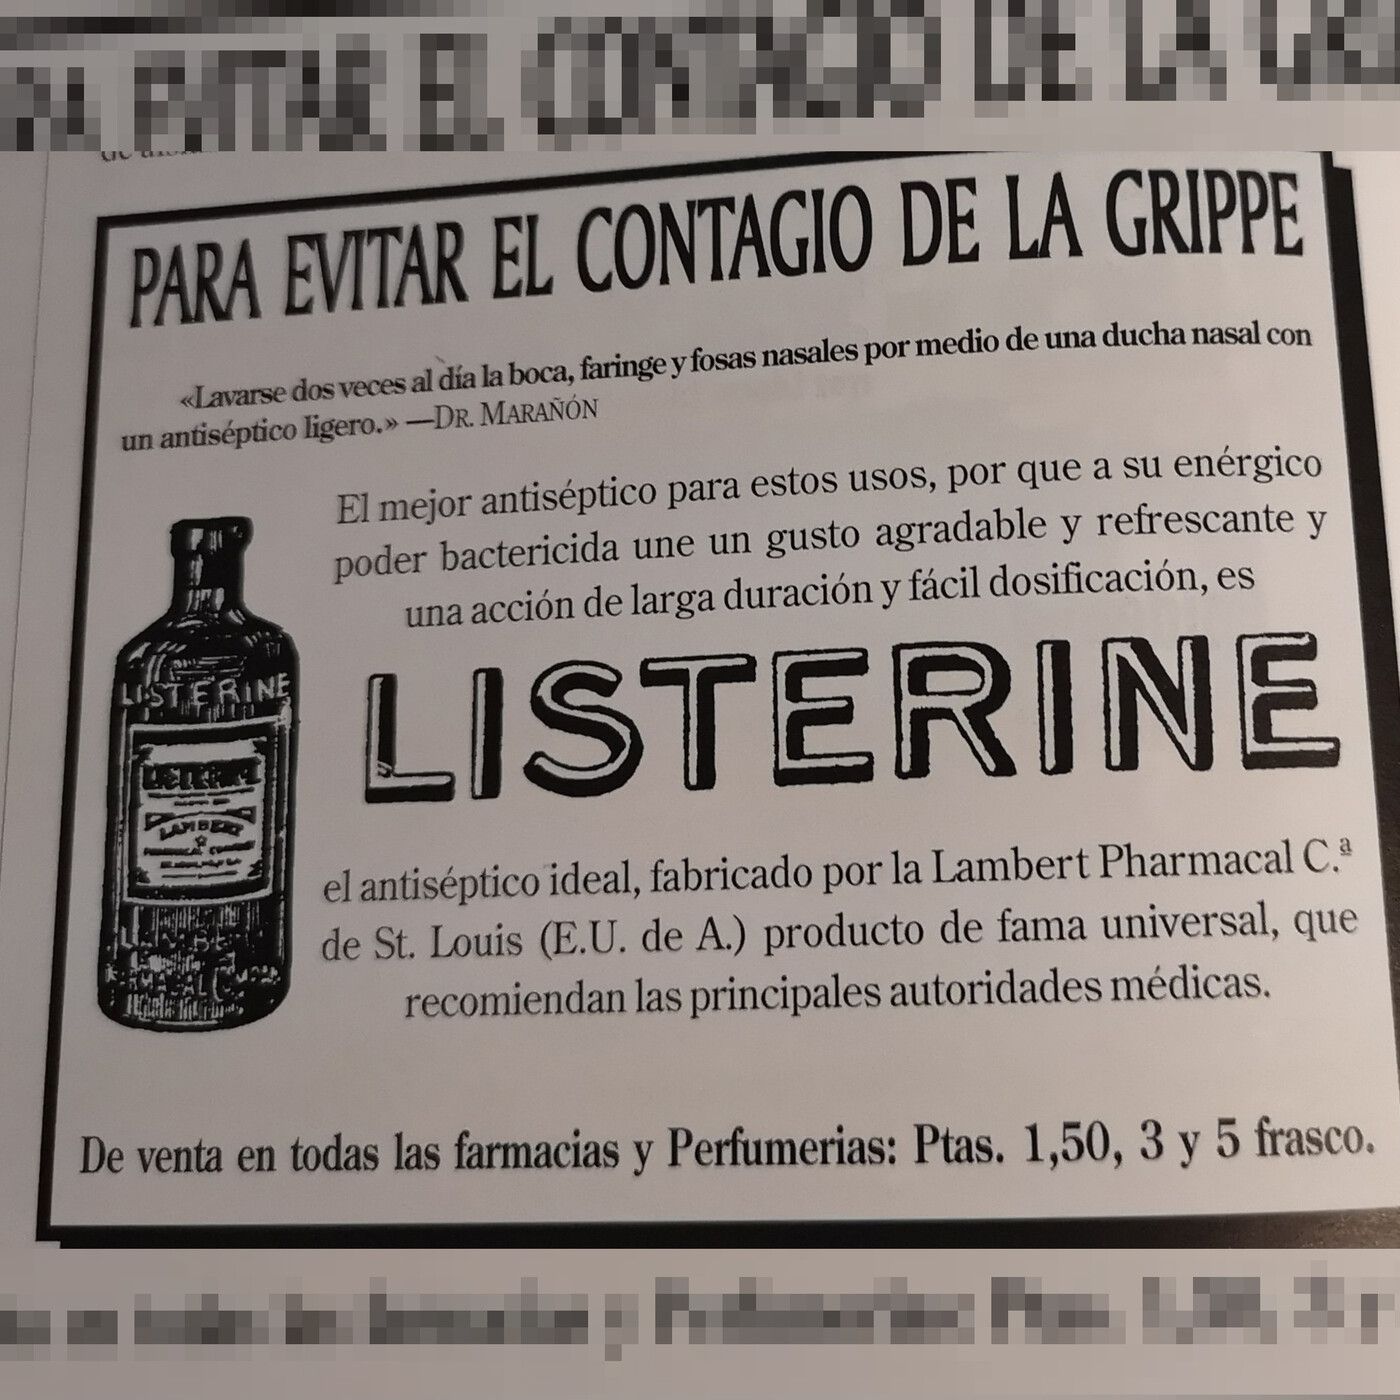 PARA EVITAR EL CONTAGIO DE LA GRIPPE
«Lavarse dos veces al día la boca, faringe y fosas nasales por medio de una ducha nasal con
un antiséptico ligero.» —DR. MARAÑÓN
El mejor antiséptico para estos usos, por que a su enérgico
poder bactericida une un gusto agradable y refrescante y
una acción de larga duración y fácil dosificación, es
LISTERINE
LISTERINE
LISTERINE
LAMBERT
el antiséptico ideal, fabricado por la Lambert Pharmacal C.ª
de St. Louis (E.U. de A.) producto de fama universal, que
recomiendan las principales autoridades médicas.
De venta en todas las farmacias y Perfumerias: Ptas. 1,50, 3 y 5 frasco.